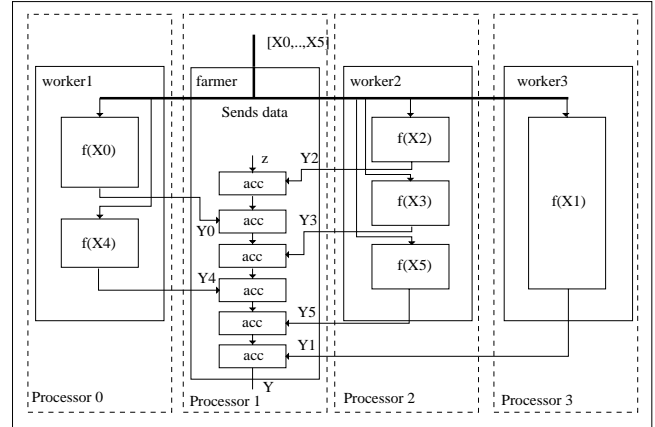 [X0,..,X5]
worker1
farmer
worker2
worker3
Sends data
f(X0)
f(X2)
f(X1)
Y2
z
acc
f(X3)
acc
Y0
Y3
f(X4)
acc
f(X5)
Y4
acc
Y5
acc
Y1
acc
Y
Processor 0
Processor 1
Processor 2
Processor 3